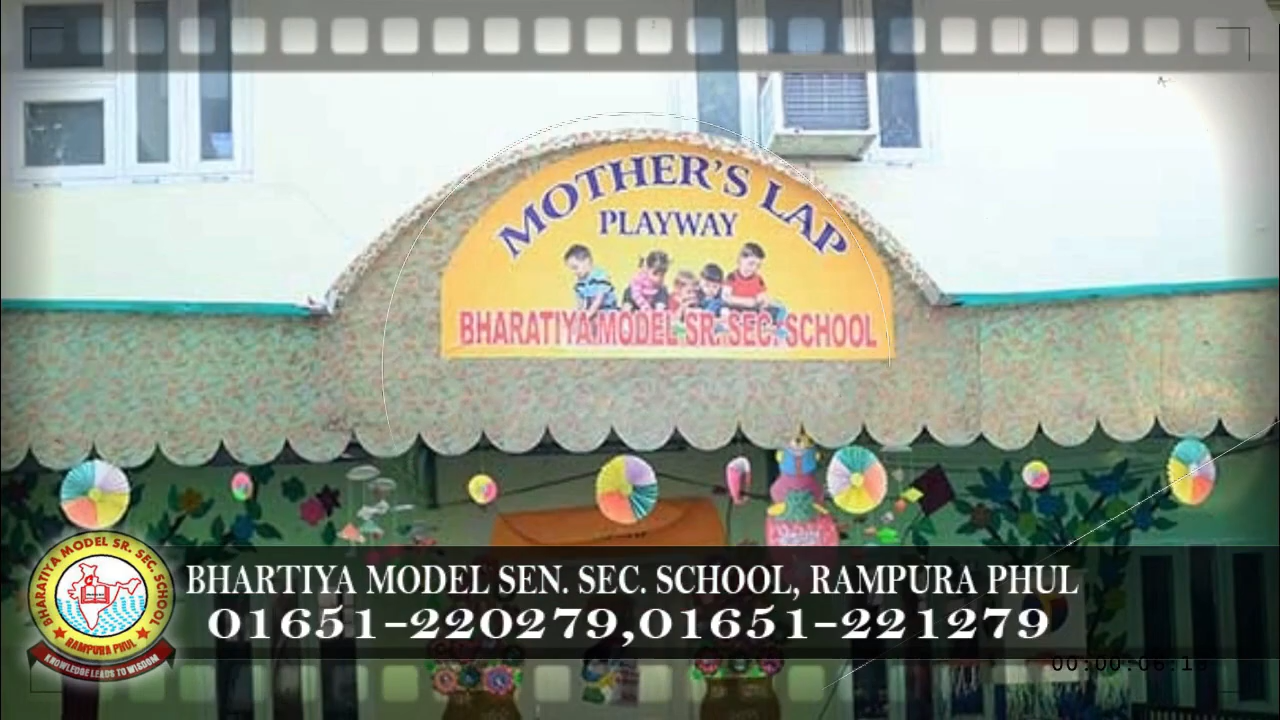 MOTHER'S LAP
PLAYWAY
BHARATIYA MODEL SR. SEC. SCHOOL
BHARATIYA MODEL SR. SEC. SCHOOL
RAMPURA PHUL
KNOWLEDGE LEADS TO WISDOM
BHARTIYA MODEL SEN. SEC. SCHOOL, RAMPURA PHUL
01651-220279,01651-221279